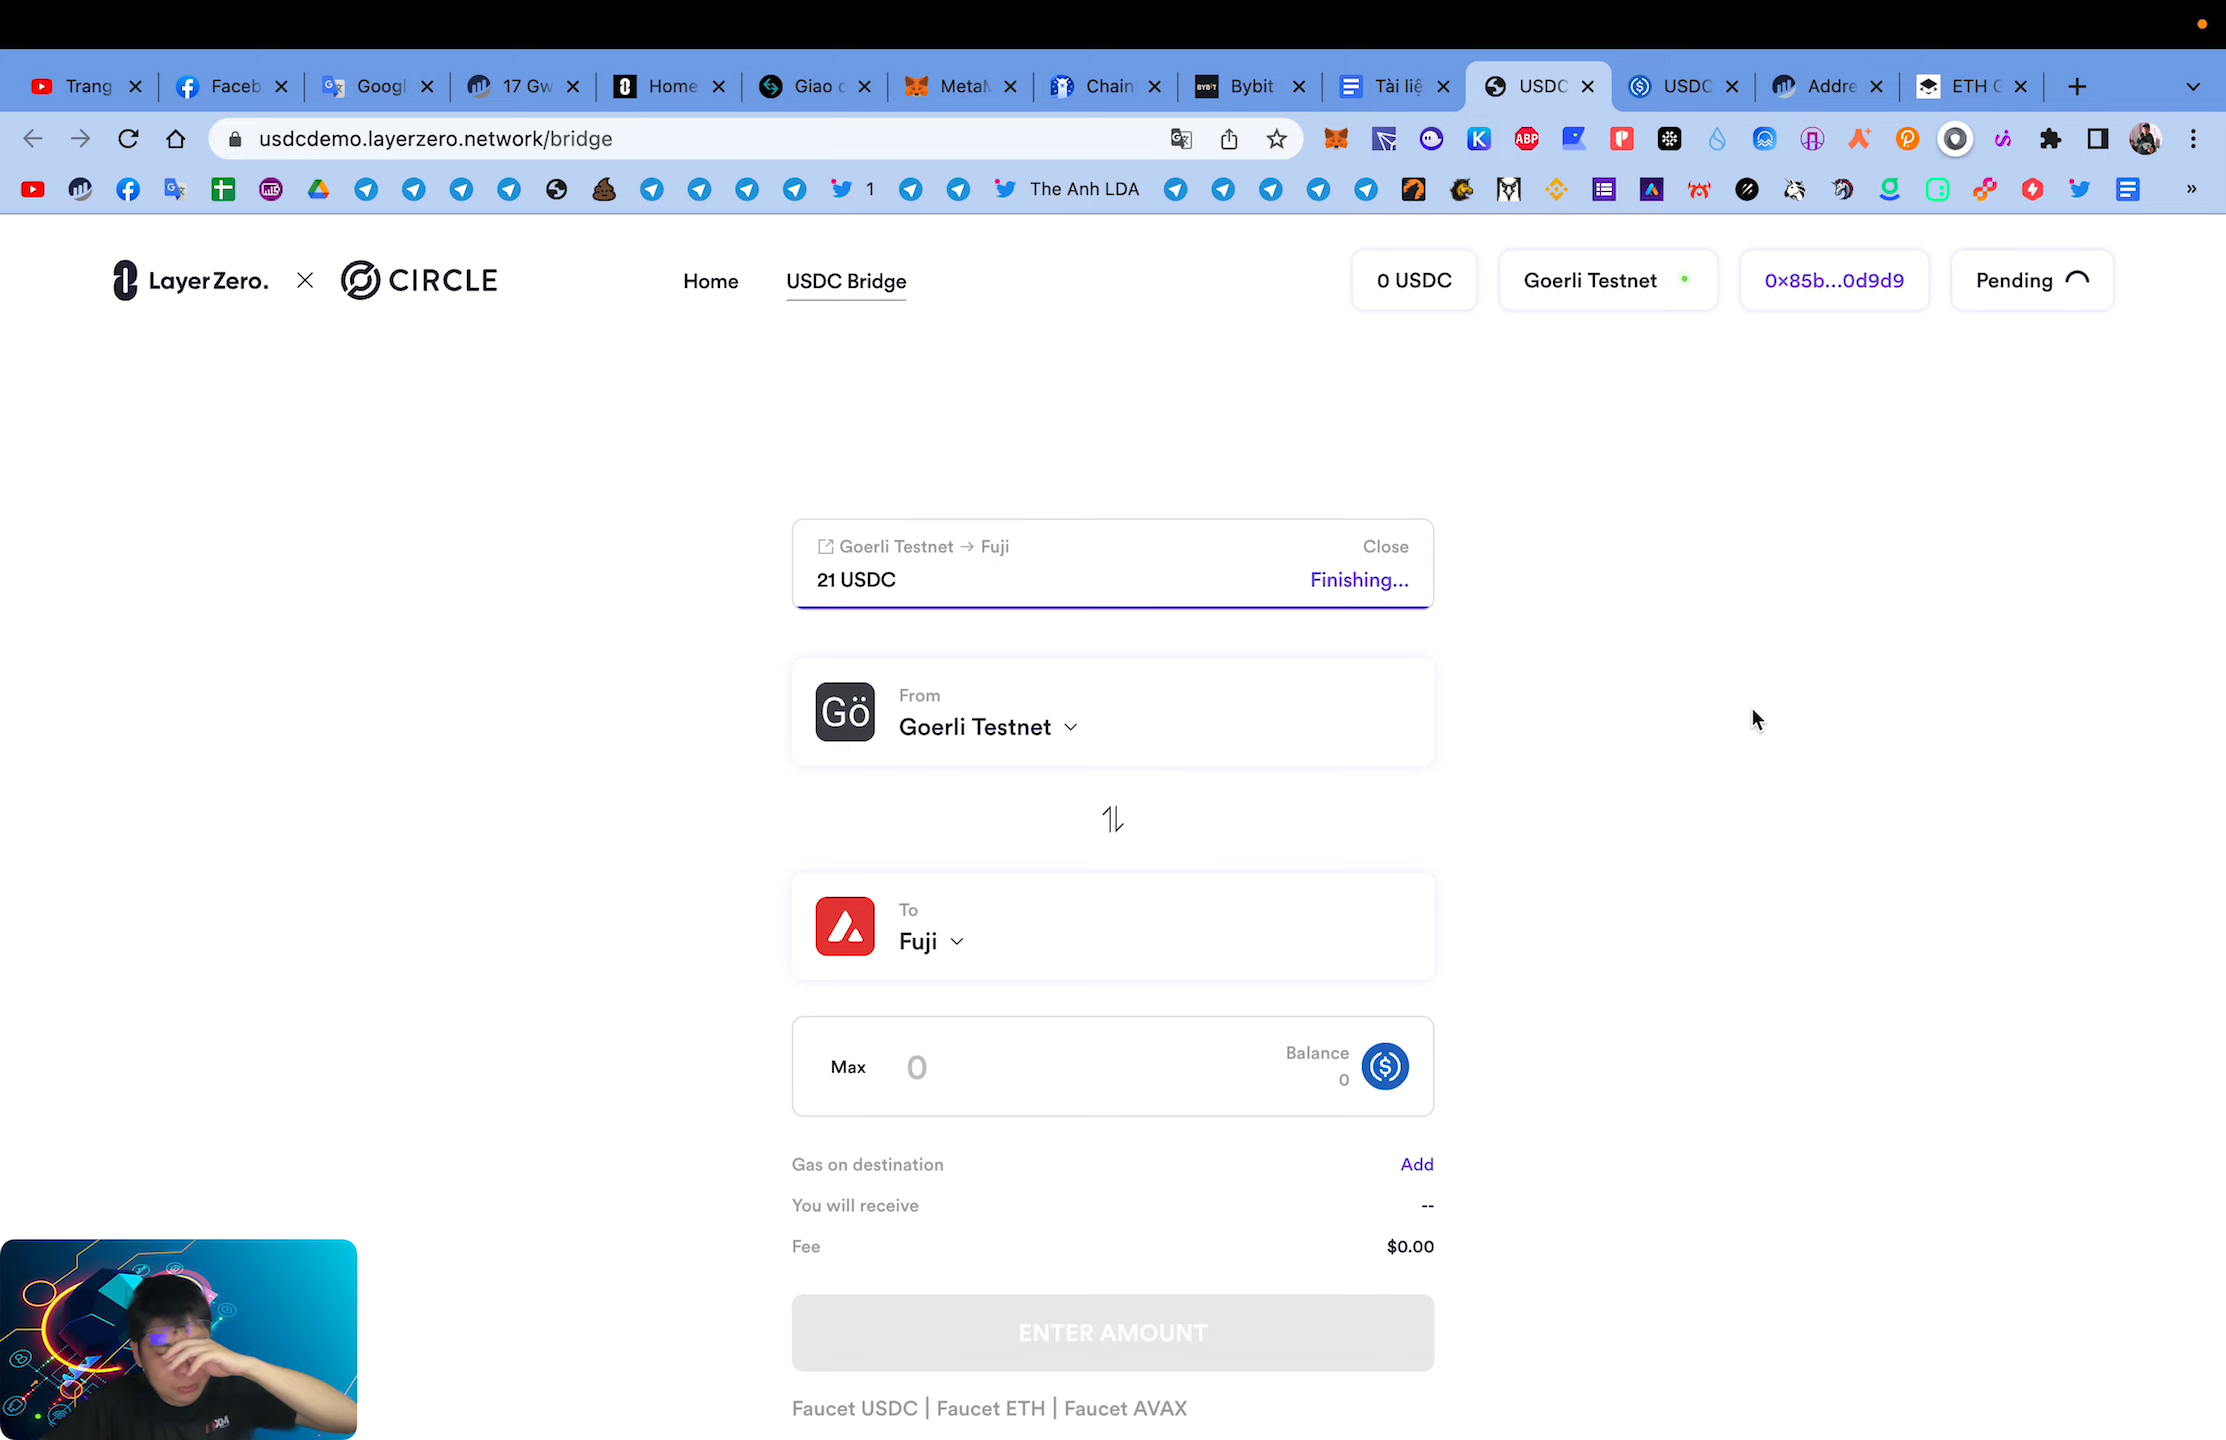 Trang
Faceb
Googl
17 Gw
Home
Giao c
MetaM
Chain
Bybit
Tài liệ
USDC
USDC
Addre
ETH G
usdcdemo.layerzero.network/bridge
1
The Anh LDA
LayerZero.
CIRCLE
Home
USDC Bridge
0 USDC
Goerli Testnet
0x85b...0d9d9
Pending
Goerli Testnet → Fuji
Close
21 USDC
Finishing...
Gö
From
Goerli Testnet
To
Fuji
Max
0
Balance
0
Gas on destination
Add
You will receive
--
Fee
$0.00
ENTER AMOUNT
Faucet USDC | Faucet ETH | Faucet AVAX